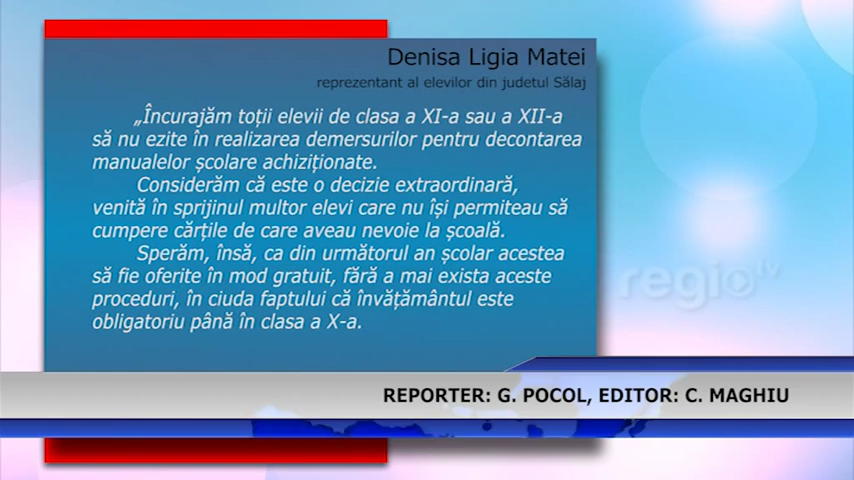 Denisa Ligia Matei
reprezentant al elevilor din judetul Sălaj
„Încurajăm toții elevii de clasa a XI-a sau a XII-a
să nu ezite în realizarea demersurilor pentru decontarea
manualelor școlare achiziționate.
Considerăm că este o decizie extraordinară,
venită în sprijinul multor elevi care nu își permiteau să
cumpere cărțile de care aveau nevoie la școală.
Sperăm, însă, ca din următorul an școlar acestea
să fie oferite în mod gratuit, fără a mai exista aceste
proceduri, în ciuda faptului că învățământul este
obligatoriu până în clasa a X-a.
regio tv
REPORTER: G. POCOL, EDITOR: C. MAGHIU